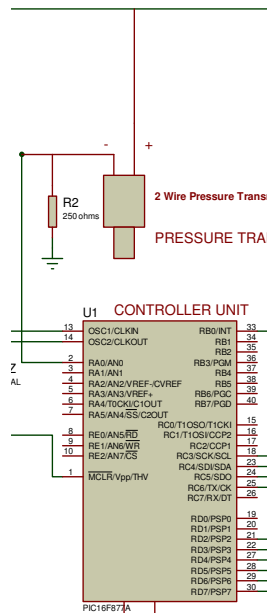 - +
R2
250 ohms
2 Wire Pressure Trans
PRESSURE TRA
U1 CONTROLLER UNIT
13 OSC1/CLKIN RB0/INT 33
14 OSC2/CLKOUT RB1 34
RB2 35
2 RA0/AN0 RB3/PGM 36
3 RA1/AN1 RB4 37
4 RA2/AN2/VREF-/CVREF RB5 38
5 RA3/AN3/VREF+ RB6/PGC 39
6 RA4/T0CKI/C1OUT RB7/PGD 40
7 RA5/AN4/SS/C2OUT
RC0/T1OSO/T1CKI 15
8 RE0/AN5/RD RC1/T1OSI/CCP2 16
9 RE1/AN6/WR RC2/CCP1 17
10 RE2/AN7/CS RC3/SCK/SCL 18
RC4/SDI/SDA 23
1 MCLR/Vpp/THV RC5/SDO 24
RC6/TX/CK 25
RC7/RX/DT 26
RD0/PSP0 19
RD1/PSP1 20
RD2/PSP2 21
RD3/PSP3 22
RD4/PSP4 27
RD5/PSP5 28
RD6/PSP6 29
RD7/PSP7 30
PIC16F877A
AL